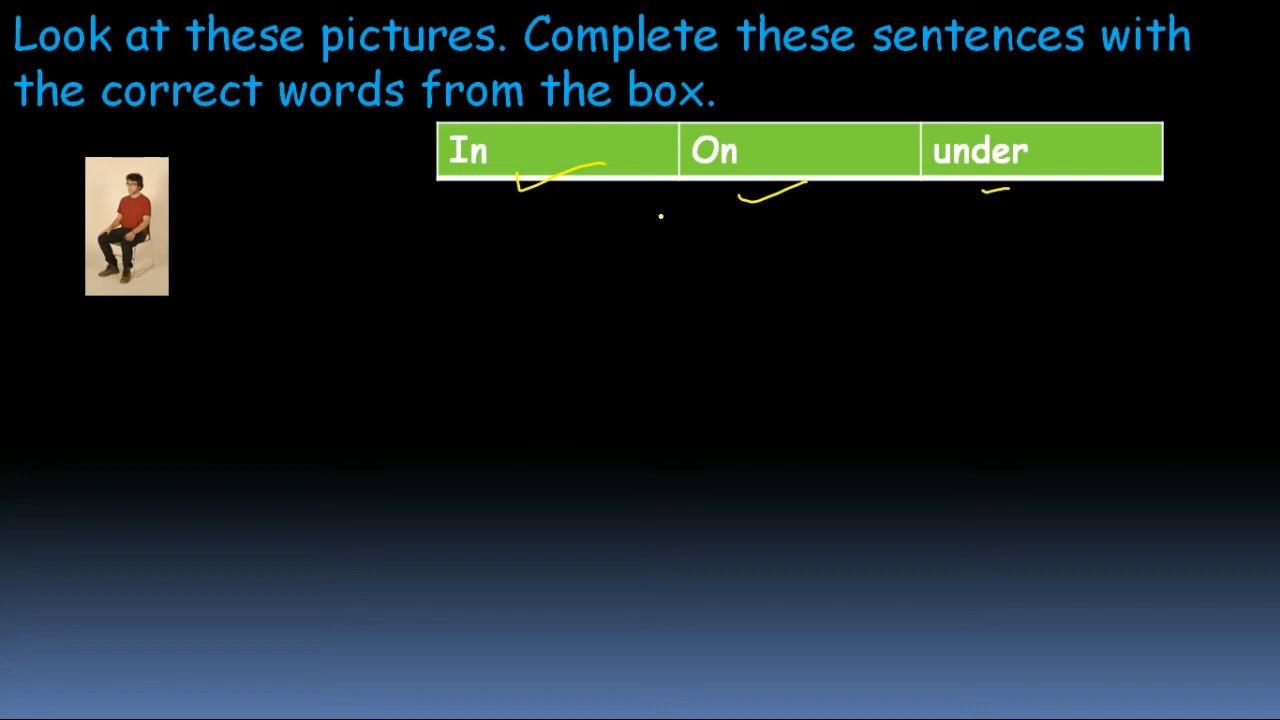 Look at these pictures. Complete these sentences with
the correct words from the box.
In On under